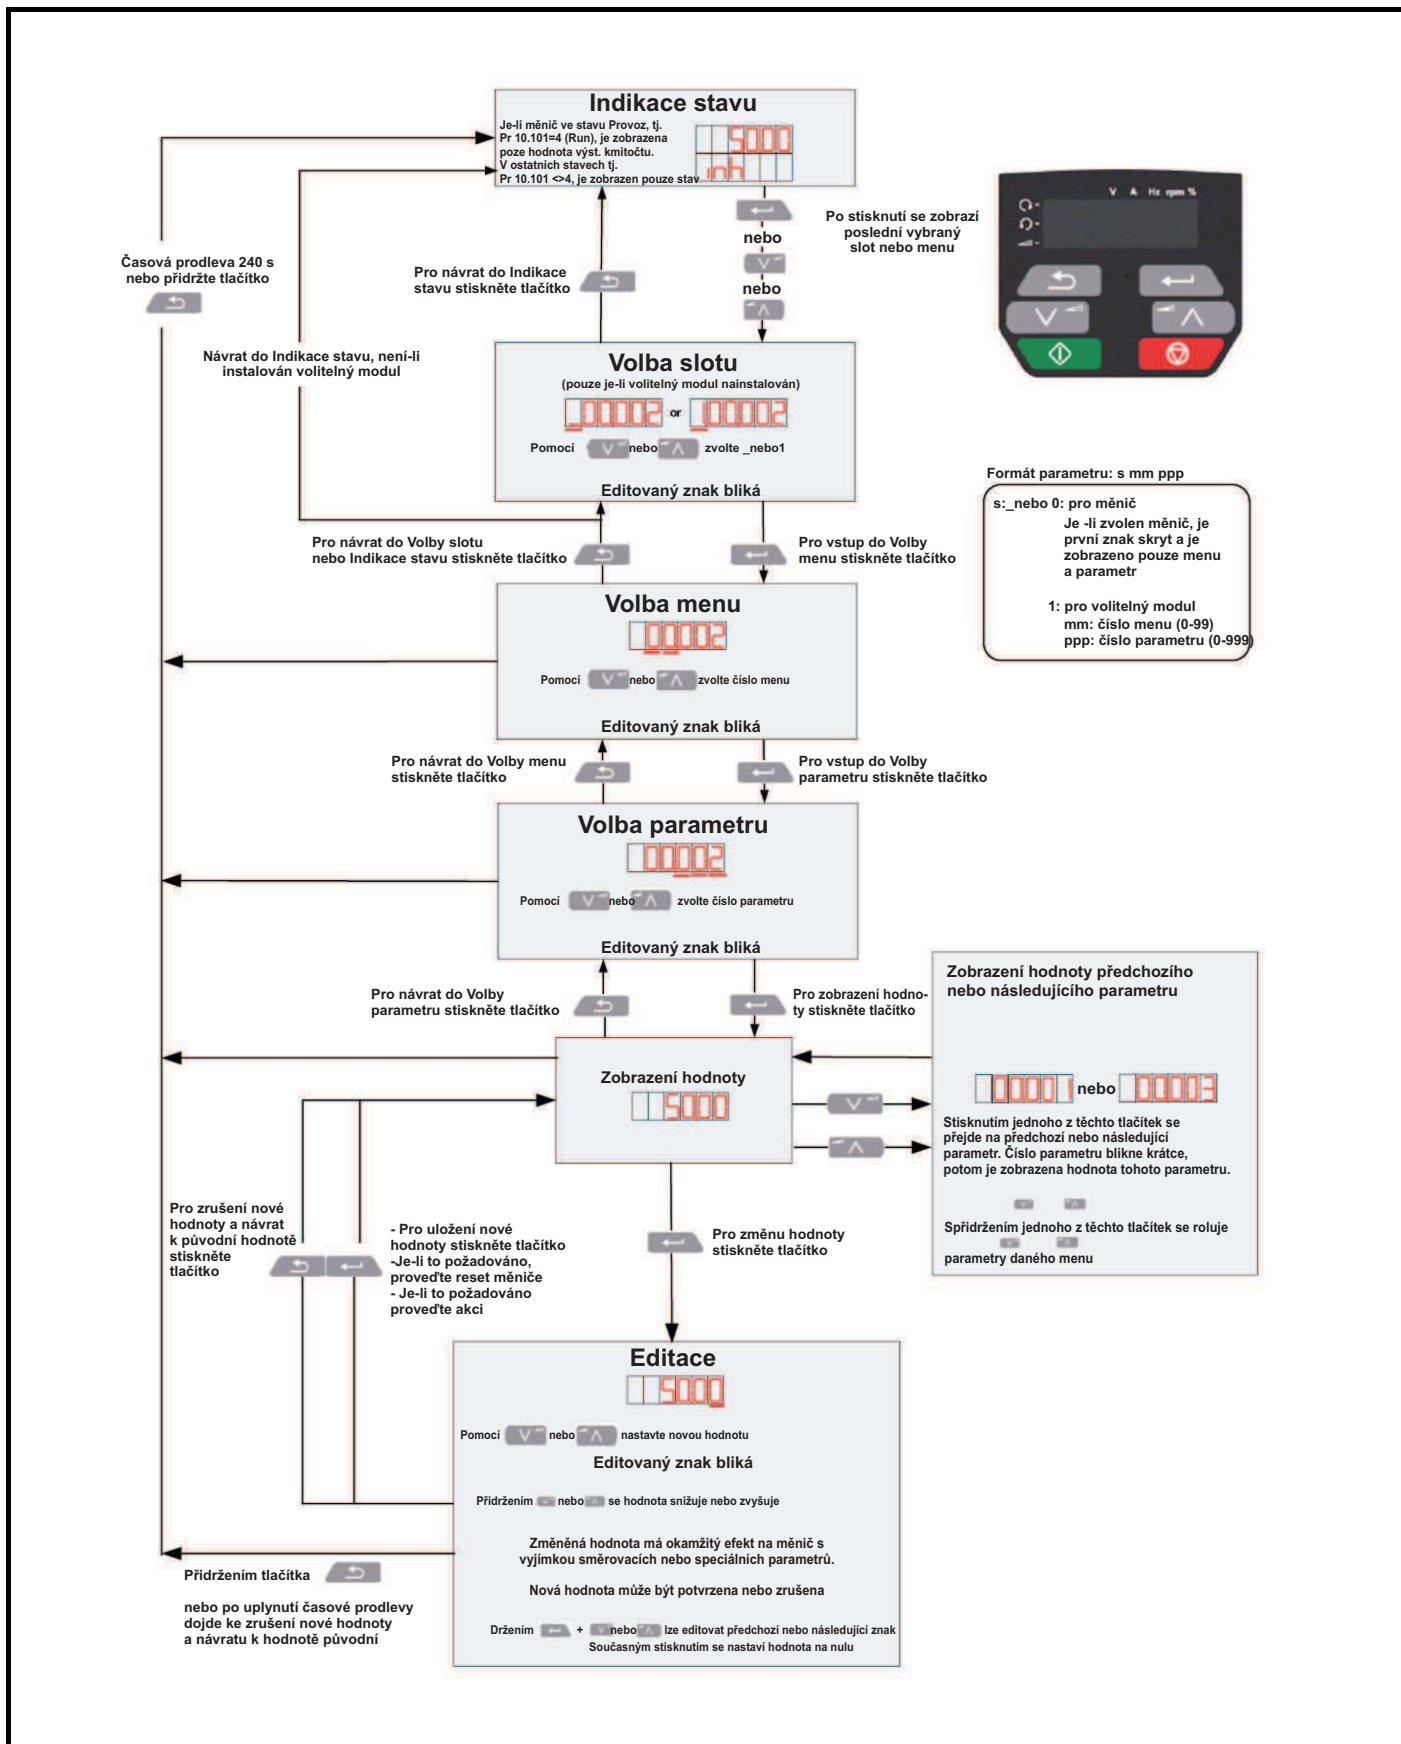 Indikace stavu
Je-li měnič ve stavu Provoz, tj.
Pr 10.101=4 (Run), je zobrazena
poze hodnota výst. kmitočtu.
V ostatních stavech tj.
Pr 10.101 <>4, je zobrazen pouze stav
5000
inh
nebo
nebo
Po stisknutí se zobrazí
poslední vybraný
slot nebo menu
V A Hz rpm %
Časová prodleva 240 s
nebo přidržte tlačítko
Pro návrat do Indikace
stavu stiskněte tlačítko
Návrat do Indikace stavu, není-li
instalován volitelný modul
Volba slotu
(pouze je-li volitelný modul nainstalován)
_00002 or 100002
Pomocí nebo zvolte _nebo1
Editovaný znak bliká
Formát parametru: s mm ppp
s:_nebo 0: pro měnič
Je -li zvolen měnič, je
první znak skryt a je
zobrazeno pouze menu
a parametr
1: pro volitelný modul
mm: číslo menu (0-99)
ppp: číslo parametru (0-999)
Pro návrat do Volby slotu
nebo Indikace stavu stiskněte tlačítko
Pro vstup do Volby
menu stiskněte tlačítko
Volba menu
00002
Pomocí nebo zvolte číslo menu
Editovaný znak bliká
Pro návrat do Volby menu
stiskněte tlačítko
Pro vstup do Volby
parametru stiskněte tlačítko
Volba parametru
00002
Pomocí nebo zvolte číslo parametru
Editovaný znak bliká
Pro návrat do Volby
parametru stiskněte tlačítko
Pro zobrazení hodno-
ty stiskněte tlačítko
Zobrazení hodnoty
5000
Zobrazení hodnoty předchozího
nebo následujícího parametru
00001 nebo 00003
Stisknutím jednoho z těchto tlačítek se
přejde na předchozí nebo následující
parametr. Číslo parametru blikne krátce,
potom je zobrazena hodnota tohoto parametru.
Spřidržením jednoho z těchto tlačítek se roluje
parametry daného menu
Pro zrušení nové
hodnoty a návrat
k původní hodnotě
stiskněte
tlačítko
- Pro uložení nové
hodnoty stiskněte tlačítko
-Je-li to požadováno,
proveďte reset měniče
- Je-li to požadováno
proveďte akci
Pro změnu hodnoty
stiskněte tlačítko
Editace
5000
Pomocí nebo nastavte novou hodnotu
Editovaný znak bliká
Přidržením nebo se hodnota snižuje nebo zvyšuje
Změněná hodnota má okamžitý efekt na měnič s
vyjímkou směrovacích nebo speciálních parametrů.
Nová hodnota může být potvrzena nebo zrušena
Držením + nebo lze editovat předchozí nebo následující znak
Současným stisknutím se nastaví hodnota na nulu
Přidržením tlačítka
nebo po uplynutí časové prodlevy
dojde ke zrušení nové hodnoty
a návratu k hodnotě původní